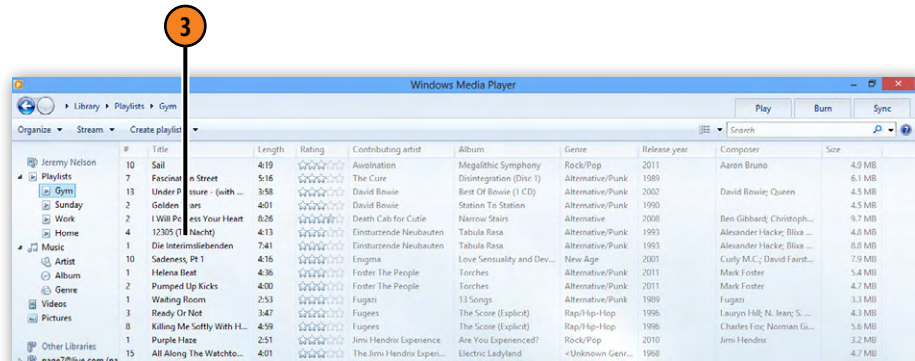 3
Windows Media Player
Library Playlists Gym
Play Burn Sync
Organize Stream Create playlist Search
# Title Length Rating Contributing artist Album Genre Release year Composer Size
Jeremy Nelson
Playlists
Gym
Sunday
Work
Home
Music
Artist
Album
Genre
Videos
Pictures
Other Libraries
10 Sail 4:19 Awolnation Megalithic Symphony Rock/Pop 2011 Aaron Bruno 4.9 MB
7 Fascination Street 5:16 The Cure Disintegration (Disc 1) Alternative/Punk 1989 6.1 MB
13 Under P ssure - (with ... 3:58 David Bowie Best Of Bowie (1 CD) Alternative/Punk 2002 David Bowie; Queen 4.5 MB
2 Golden ears 4:01 David Bowie Station To Station Alternative/Punk 1990 4.5 MB
2 I Will Po ess Your Heart 8:26 Death Cab for Cutie Narrow Stairs Alternative 2008 Ben Gibbard; Christoph... 9.7 MB
4 12305 (T Nacht) 4:13 Einsturzende Neubauten Tabula Rasa Alternative/Punk 1993 Alexander Hacke; Blixa ... 4.8 MB
1 Die Interimsliebenden 7:41 Einsturzende Neubauten Tabula Rasa Alternative/Punk 1993 Alexander Hacke; Blixa ... 8.8 MB
10 Sadeness, Pt 1 4:16 Enigma Love Sensuality and Dev... New Age 2001 Curly M.C.; David Fairst... 7.9 MB
1 Helena Beat 4:36 Foster The People Torches Alternative/Punk 2011 Mark Foster 5.4 MB
2 Pumped Up Kicks 4:00 Foster The People Torches Alternative/Punk 2011 Mark Foster 4.7 MB
1 Waiting Room 2:53 Fugazi 13 Songs Alternative/Punk 1989 Fugazi 3.3 MB
3 Ready Or Not 3:47 Fugees The Score (Explicit) Rap/Hip-Hop 1996 Lauryn Hill; N. Jean; S. ... 4.3 MB
8 Killing Me Softly With H... 4:59 Fugees The Score (Explicit) Rap/Hip-Hop 1996 Charles Fox; Norman Gi... 5.6 MB
1 Purple Haze 2:51 Jimi Hendrix Experience Are You Experienced? Rock/Pop 2010 Jimi Hendrix 3.2 MB
15 All Along The Watchto... 4:01 The Jimi Hendrix Experi... Electric Ladyland <Unknown Genr... 1968 4.7 MB